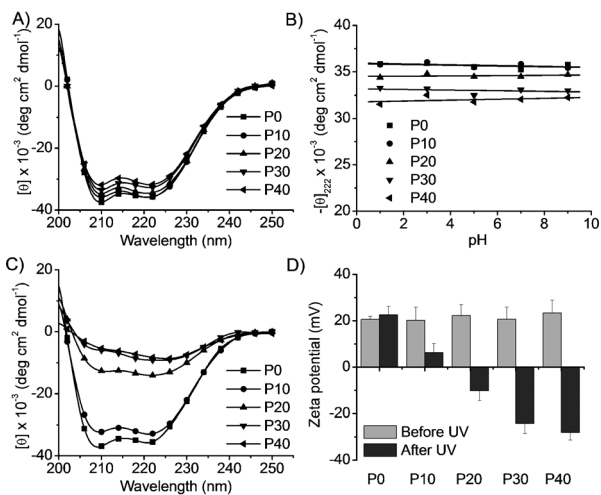 A)
20
0
-20
-40
[θ] x 10⁻³ (deg cm² dmol⁻¹)
P0
P10
P20
P30
P40
200 210 220 230 240 250
Wavelength (nm)
B)
40
35
30
25
20
-[θ]₂₂₂ x 10⁻³ (deg cm² dmol⁻¹)
P0
P10
P20
P30
P40
0 2 4 6 8 10
pH
C)
20
0
-20
-40
[θ] x 10⁻³ (deg cm² dmol⁻¹)
P0
P10
P20
P30
P40
200 210 220 230 240 250
Wavelength (nm)
D)
40
20
0
-20
-40
Zeta potential (mV)
Before UV
After UV
P0 P10 P20 P30 P40